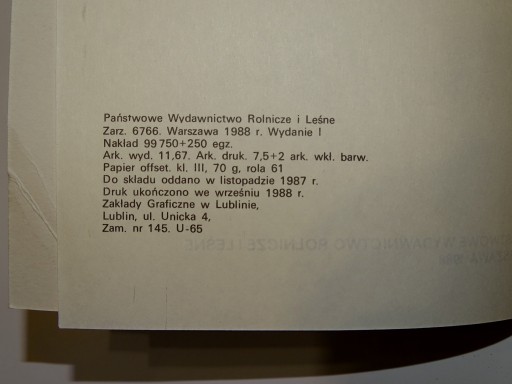 Państwowe Wydawnictwo Rolnicze i Leśne
Zarz. 6766. Warszawa 1988 r. Wydanie I
Nakład 99 750+250 egz.
Ark. wyd. 11,67. Ark. druk. 7,5+2 ark. wkl. barw.
Papier offset. kl. III, 70 g, rola 61
Do składu oddano w listopadzie 1987 r.
Druk ukończono we wrześniu 1988 r.
Zakłady Graficzne w Lublinie,
Lublin, ul. Unicka 4,
Zam. nr 145. U-65